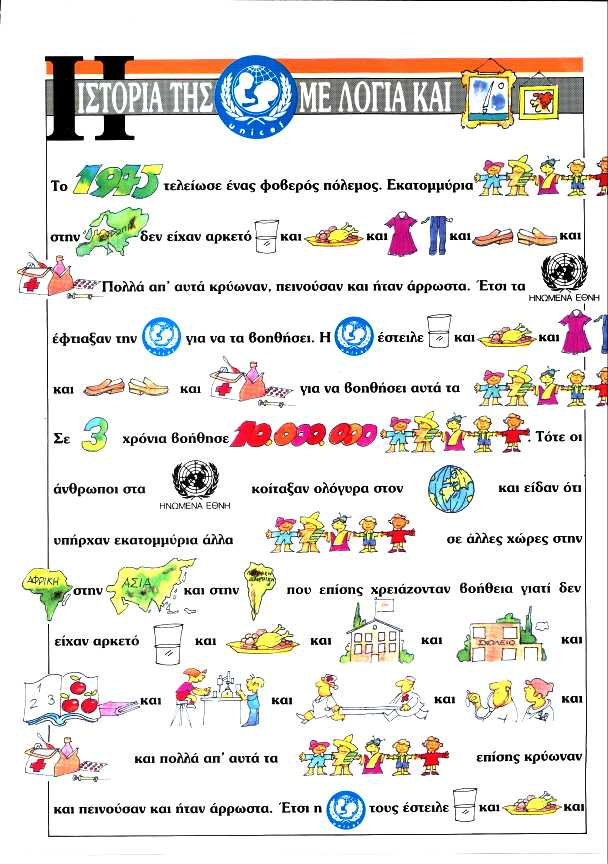 Η ΙΣΤΟΡΙΑ ΤΗΣ unicef ΜΕ ΛΟΓΙΑ ΚΑΙ
Το 1945 τελείωσε ένας φοβερός πόλεμος. Εκατομμύρια
στην δεν είχαν αρκετό και και και και
Πολλά απ' αυτά κρύωναν, πεινούσαν και ήταν άρρωστα. Έτσι τα ΗΝΩΜΕΝΑ ΕΘΝΗ
έφτιαξαν την για να τα βοηθήσει. Η έστειλε και και
και και για να βοηθήσει αυτά τα
Σε 3 χρόνια βοήθησε 10.000.000 . Τότε οι
άνθρωποι στα ΗΝΩΜΕΝΑ ΕΘΝΗ κοίταξαν ολόγυρα στον και είδαν ότι
υπήρχαν εκατομμύρια άλλα σε άλλες χώρες στην
ΑΦΡΙΚΗ στην ΑΣΙΑ και στην που επίσης χρειάζονταν βοήθεια γιατί δεν
είχαν αρκετό και και και ΣΧΟΛΕΙΟ και
1 2 3 και και και
και πολλά απ' αυτά τα επίσης κρύωναν
και πεινούσαν και ήταν άρρωστα. Έτσι η τους έστειλε και και